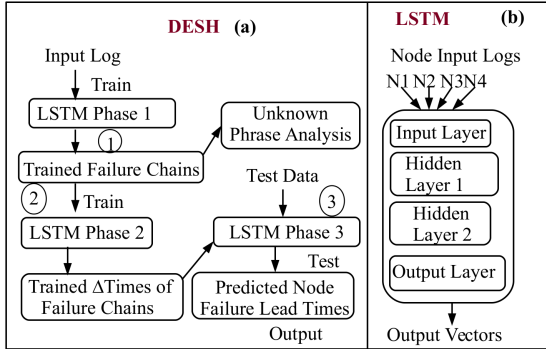 DESH (a)
Input Log
Train
LSTM Phase 1
1
Unknown
Phrase Analysis
Trained Failure Chains
2
Train
Test Data
3
LSTM Phase 2
LSTM Phase 3
Test
Trained ΔTimes of
Failure Chains
Predicted Node
Failure Lead Times
Output
LSTM (b)
Node Input Logs
N1 N2 N3N4
Input Layer
Hidden
Layer 1
Hidden
Layer 2
Output Layer
Output Vectors